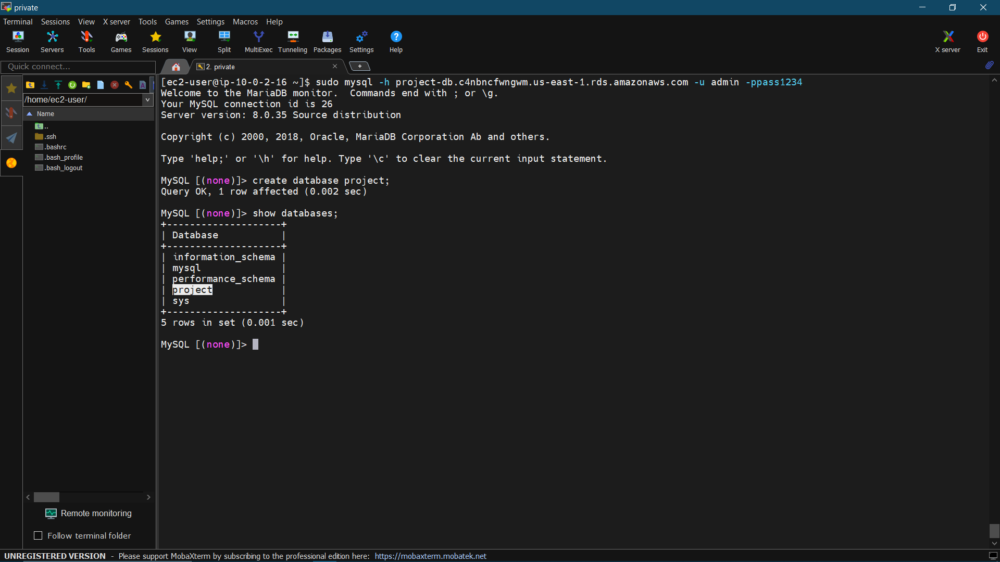 private
Terminal Sessions View X server Tools Games Settings Macros Help
Session Servers Tools Games Sessions View Split MultiExec Tunneling Packages Settings Help X server Exit
Quick connect...
2. private
/home/ec2-user/
Name
..
.ssh
.bashrc
.bash_profile
.bash_logout
[ec2-user@ip-10-0-2-16 ~]$ sudo mysql -h project-db.c4nbncfwngwm.us-east-1.rds.amazonaws.com -u admin -ppass1234
Welcome to the MariaDB monitor.  Commands end with ; or \g.
Your MySQL connection id is 26
Server version: 8.0.35 Source distribution
Copyright (c) 2000, 2018, Oracle, MariaDB Corporation Ab and others.
Type 'help;' or '\h' for help. Type '\c' to clear the current input statement.
MySQL [(none)]> create database project;
Query OK, 1 row affected (0.002 sec)
MySQL [(none)]> show databases;
+--------------------+
| Database           |
+--------------------+
| information_schema |
| mysql              |
| performance_schema |
| project            |
| sys                |
+--------------------+
5 rows in set (0.001 sec)
MySQL [(none)]>
Remote monitoring
Follow terminal folder
UNREGISTERED VERSION - Please support MobaXterm by subscribing to the professional edition here: https://mobaxterm.mobatek.net